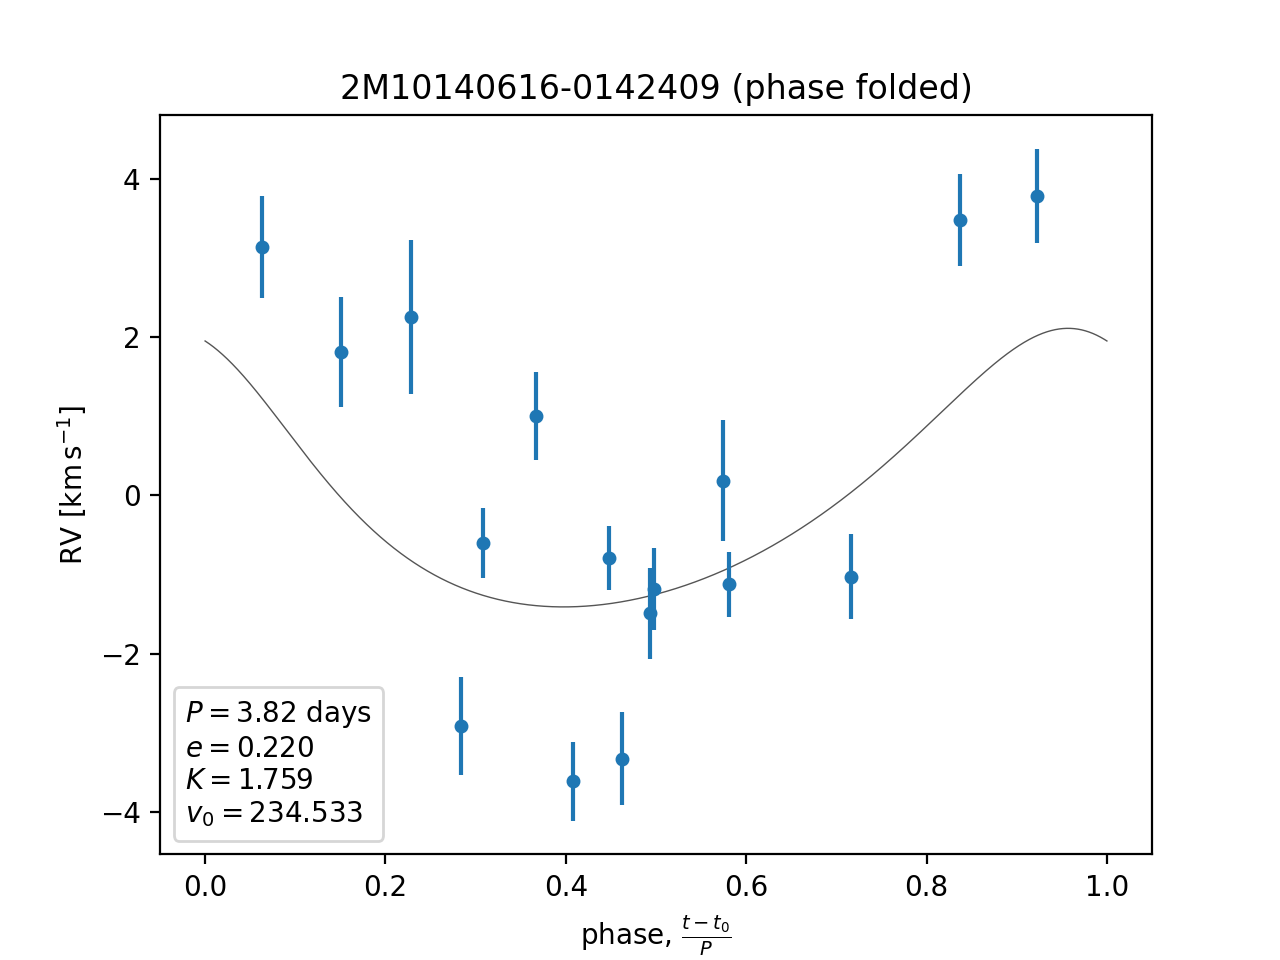 2M10140616-0142409 (phase folded)
4
2
0
−2
−4
RV [km s⁻¹]
P = 3.82 days
e = 0.220
K = 1.759
v₀ = 234.533
0.0 0.2 0.4 0.6 0.8 1.0
phase, (t − t₀)/P